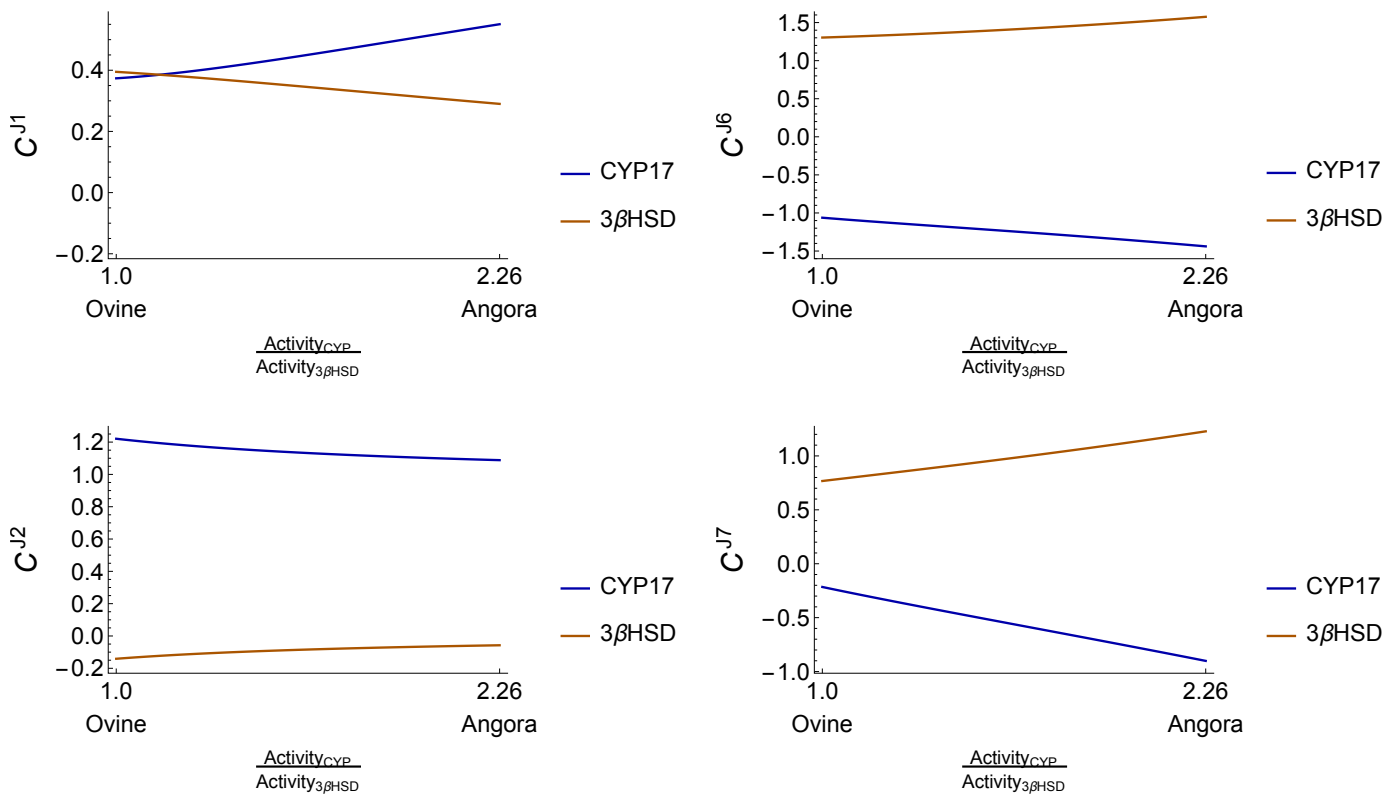 C^J1
0.4
0.2
0.0
−0.2
CYP17
3βHSD
1.0
2.26
Ovine
Angora
Activity_CYP
Activity_3βHSD
C^J6
1.5
1.0
0.5
0.0
−0.5
−1.0
−1.5
CYP17
3βHSD
1.0
2.26
Ovine
Angora
Activity_CYP
Activity_3βHSD
C^J2
1.2
1.0
0.8
0.6
0.4
0.2
0.0
−0.2
CYP17
3βHSD
1.0
2.26
Ovine
Angora
Activity_CYP
Activity_3βHSD
C^J7
1.0
0.5
0.0
−0.5
−1.0
CYP17
3βHSD
1.0
2.26
Ovine
Angora
Activity_CYP
Activity_3βHSD